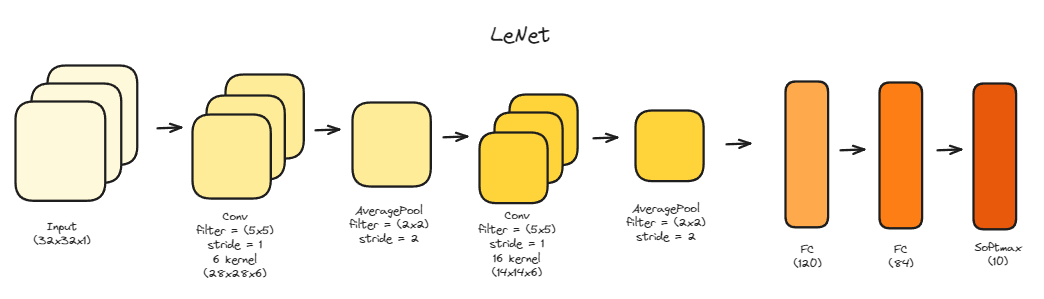 LeNet
Input
(32x32x1)
Conv
filter = (5x5)
stride = 1
6 kernel
(28x28x6)
AveragePool
filter = (2x2)
stride = 2
Conv
filter = (5x5)
stride = 1
16 kernel
(14x14x6)
AveragePool
filter = (2x2)
stride = 2
FC
(120)
FC
(84)
Softmax
(10)